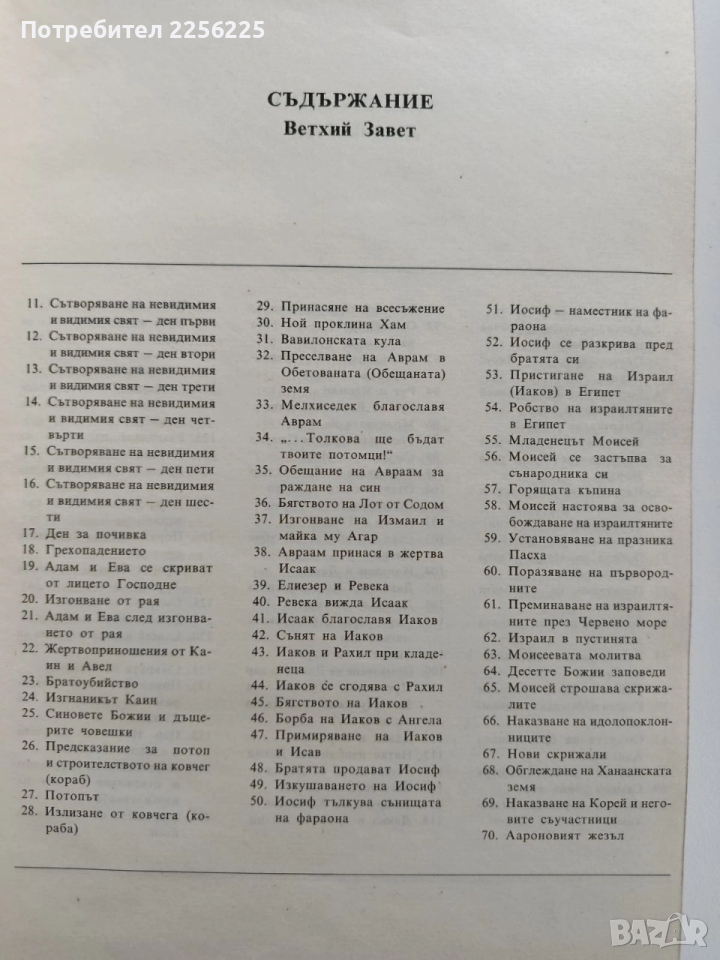 Потребител 2256225
СЪДЪРЖАНИЕ
Ветхий Завет
11. Сътворяване на невидимия
и видимия свят – ден първи
12. Сътворяване на невидимия
и видимия свят – ден втори
13. Сътворяване на невидимия
и видимия свят – ден трети
14. Сътворяване на невидимия
и видимия свят – ден чет-
върти
15. Сътворяване на невидимия
и видимия свят – ден пети
16. Сътворяване на невидимия
и видимия свят – ден шес-
ти
17. Ден за почивка
18. Грехопадението
19. Адам и Ева се скриват
от лицето Господне
20. Изгонване от рая
21. Адам и Ева след изгонва-
нето от рая
22. Жертвоприношения от Ка-
ин и Авел
23. Братоубийство
24. Изгнаникът Каин
25. Синовете Божии и дъще-
рите човешки
26. Предсказание за потоп
и строителството на ковчег
(кораб)
27. Потопът
28. Излизане от ковчега (ко-
раба)
29. Принасяне на всесъжение
30. Ной проклина Хам
31. Вавилонската кула
32. Преселване на Аврам в
Обетованата (Обещаната)
земя
33. Мелхиседек благославя
Аврам
34. „...Толкова ще бъдат
твоите потомци!“
35. Обещание на Авраам за
раждане на син
36. Бягството на Лот от Содом
37. Изгонване на Измаил и
майка му Агар
38. Авраам принася в жертва
Исаак
39. Елиезер и Ревека
40. Ревека вижда Исаак
41. Исаак благославя Иаков
42. Сънят на Иаков
43. Иаков и Рахил при кладе-
неца
44. Иаков се сгодява с Рахил
45. Бягството на Иаков
46. Борба на Иаков с Ангела
47. Примиряване на Иаков
и Исав
48. Братята продават Иосиф
49. Изкушаването на Иосиф
50. Иосиф тълкува сънищата
на фараона
51. Иосиф – наместник на фа-
раона
52. Иосиф се разкрива пред
братята си
53. Пристигане на Израил
(Иаков) в Египет
54. Робство на израилтяните
в Египет
55. Младенецът Моисей
56. Моисей се застъпва за
сънародника си
57. Горящата къпина
58. Моисей настоява за осво-
бождаване на израилтяните
59. Установяване на празника
Пасха
60. Поразяване на първород-
ните
61. Преминаване на израилтя-
ните през Червено море
62. Израил в пустинята
63. Моисеевата молитва
64. Десетте Божии заповеди
65. Моисей строшава скрижа-
лите
66. Наказване на идолопоклон-
ниците
67. Нови скрижали
68. Обглеждане на Ханаанската
земя
69. Наказване на Корей и него-
вите съучастници
70. Аароновият жезъл
BAZAR